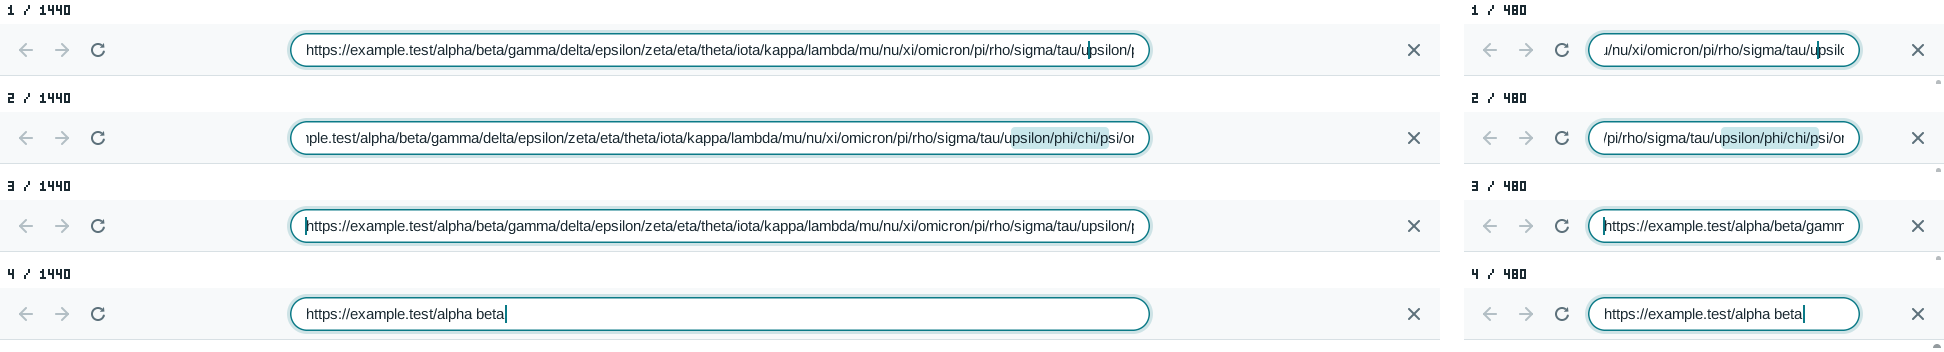 1 / 1440
https://example.test/alpha/beta/gamma/delta/epsilon/zeta/eta/theta/iota/kappa/lambda/mu/nu/xi/omicron/pi/rho/sigma/tau/upsilon/p
1 / 480
u/nu/xi/omicron/pi/rho/sigma/tau/upsilo
2 / 1440
mple.test/alpha/beta/gamma/delta/epsilon/zeta/eta/theta/iota/kappa/lambda/mu/nu/xi/omicron/pi/rho/sigma/tau/upsilon/phi/chi/psi/om
2 / 480
/pi/rho/sigma/tau/upsilon/phi/chi/psi/om
3 / 1440
https://example.test/alpha/beta/gamma/delta/epsilon/zeta/eta/theta/iota/kappa/lambda/mu/nu/xi/omicron/pi/rho/sigma/tau/upsilon/p
3 / 480
https://example.test/alpha/beta/gamm
4 / 1440
https://example.test/alpha beta
4 / 480
https://example.test/alpha beta